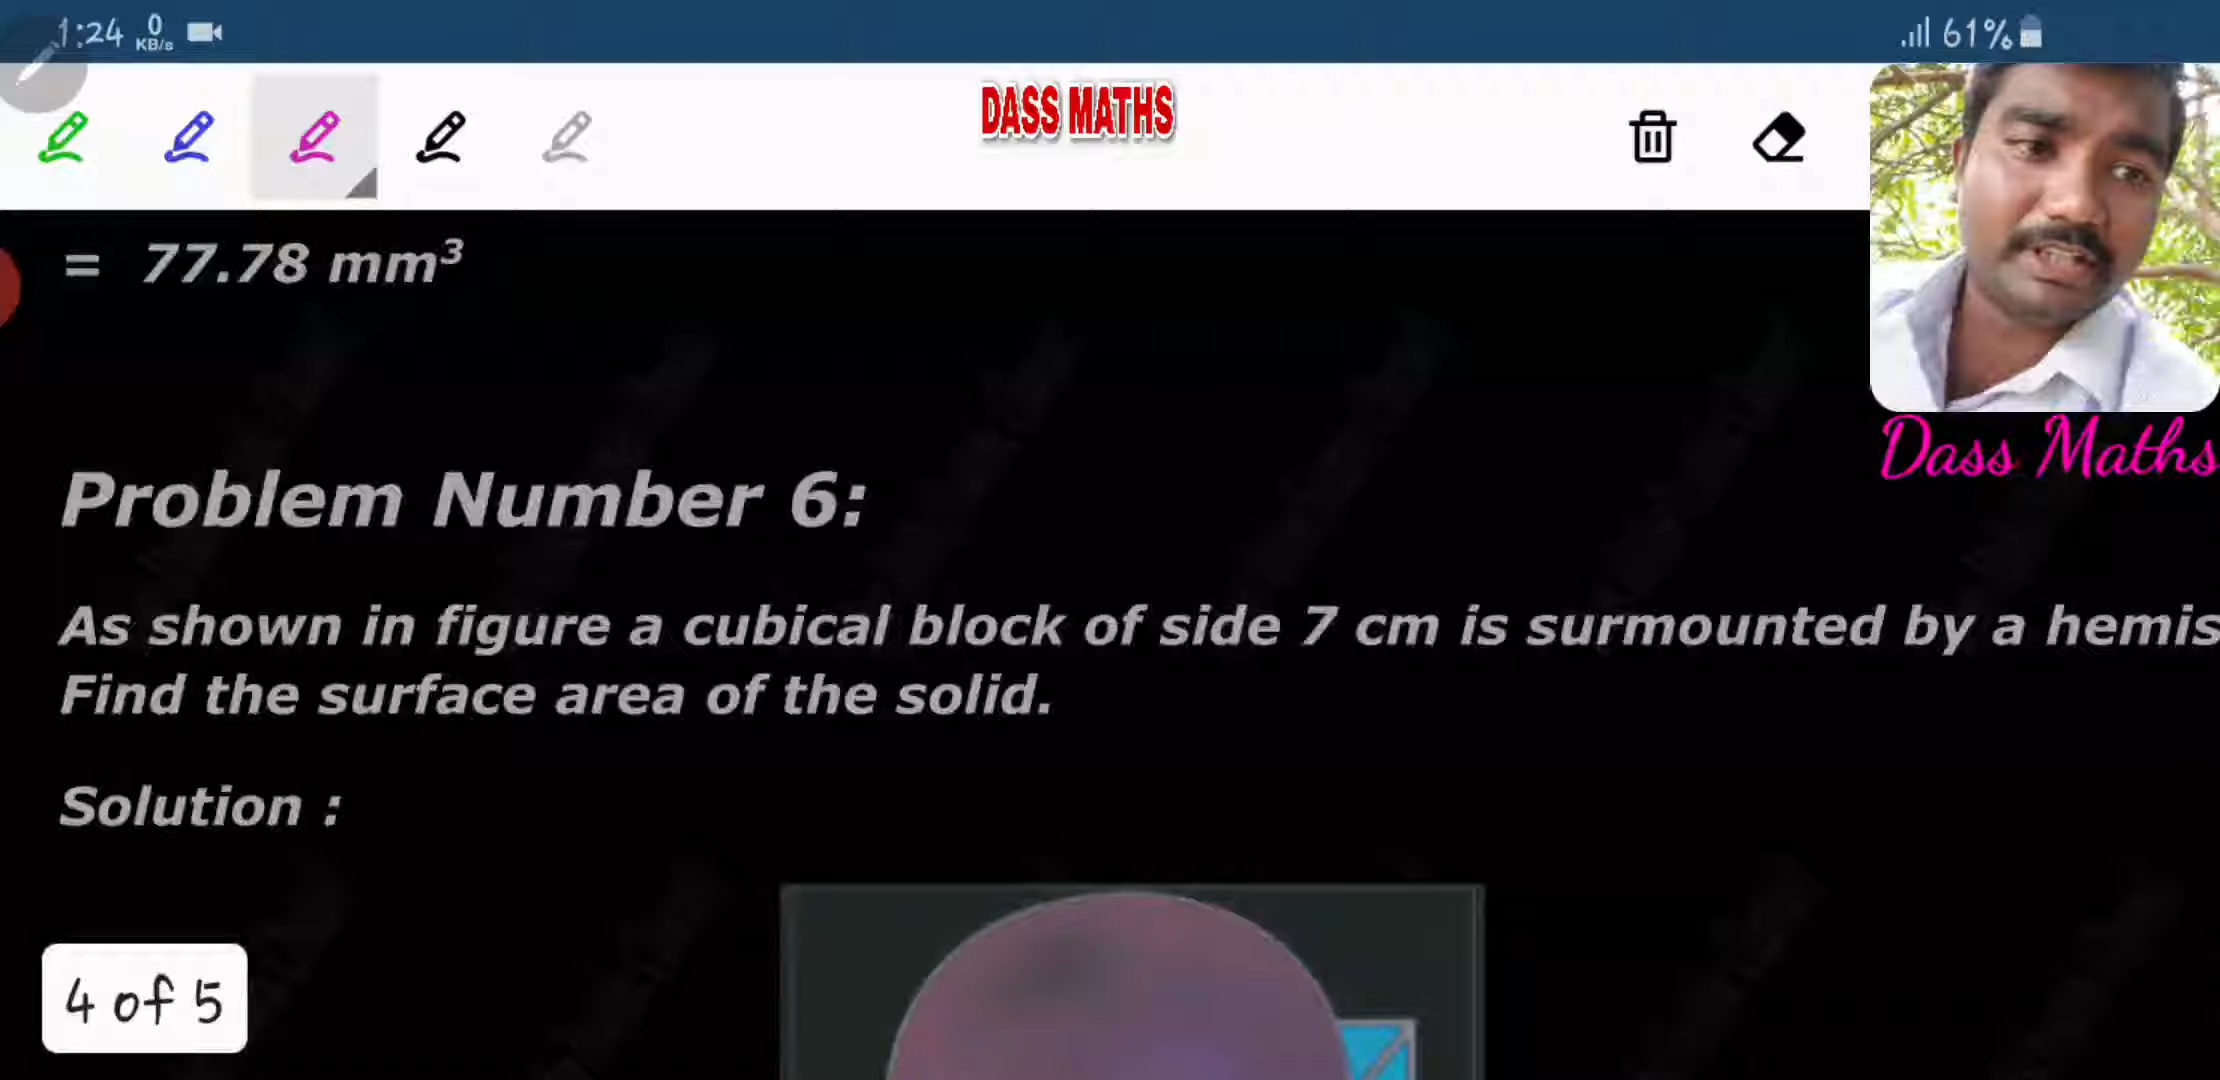 1:24 0 KB/s 61%
DASS MATHS
= 77.78 mm³
Dass Maths
Problem Number 6:
As shown in figure a cubical block of side 7 cm is surmounted by a hemis
Find the surface area of the solid.
Solution :
4 of 5